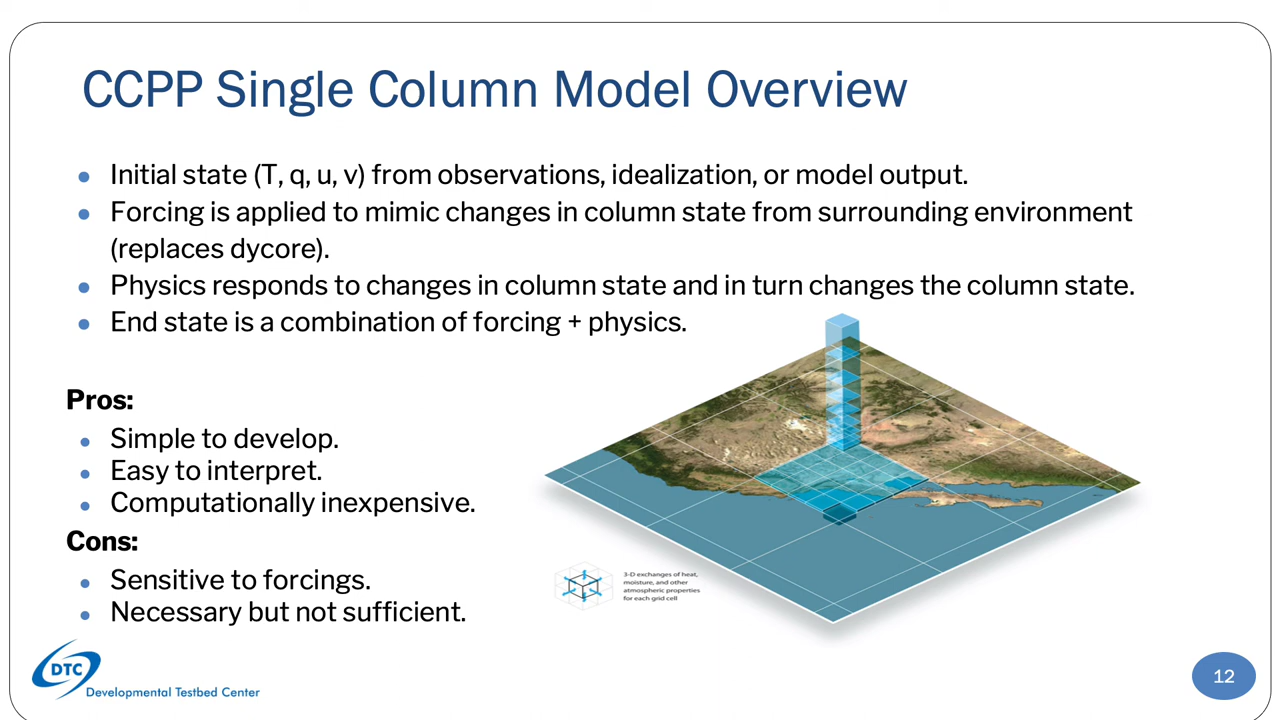 CCPP Single Column Model Overview
● Initial state (T, q, u, v) from observations, idealization, or model output.
● Forcing is applied to mimic changes in column state from surrounding environment
(replaces dycore).
● Physics responds to changes in column state and in turn changes the column state.
● End state is a combination of forcing + physics.
Pros:
● Simple to develop.
● Easy to interpret.
● Computationally inexpensive.
Cons:
● Sensitive to forcings.
● Necessary but not sufficient.
3-D exchanges of heat,
moisture, and other
atmospheric properties
for each grid cell
DTC
Developmental Testbed Center
12